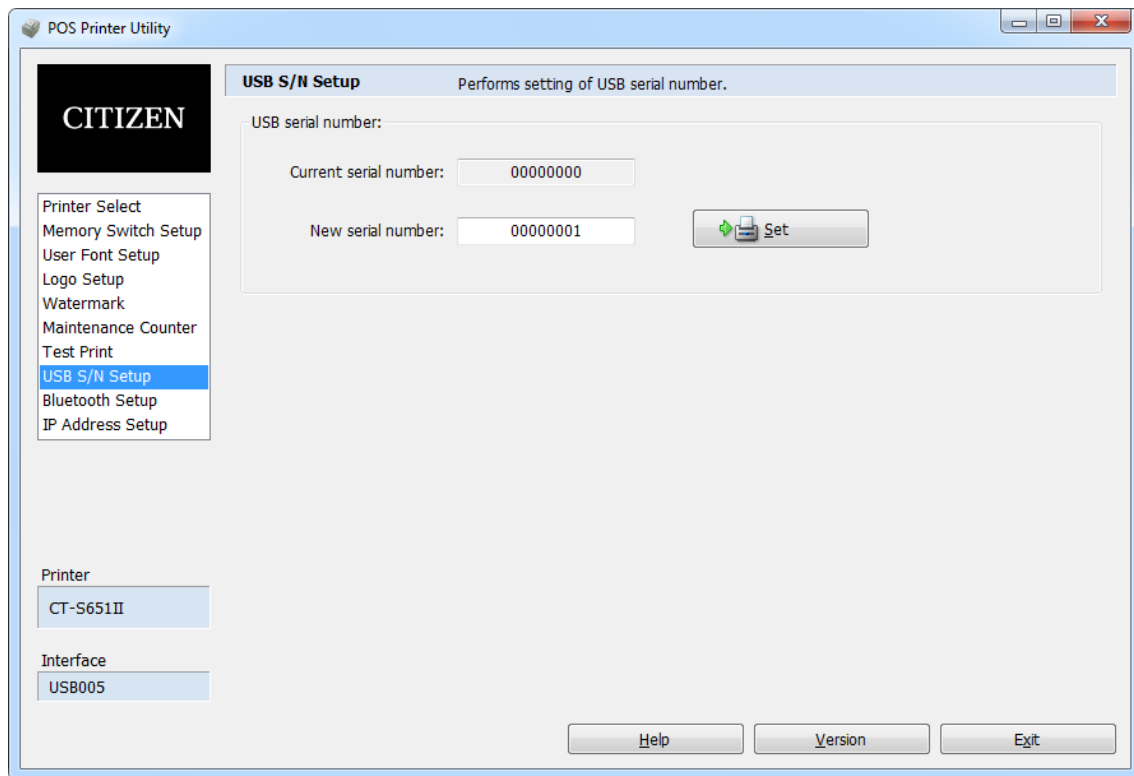 POS Printer Utility
CITIZEN
USB S/N Setup Performs setting of USB serial number.
USB serial number:
Current serial number: 00000000
New serial number: 00000001 Set
Printer Select
Memory Switch Setup
User Font Setup
Logo Setup
Watermark
Maintenance Counter
Test Print
USB S/N Setup
Bluetooth Setup
IP Address Setup
Printer
CT-S651II
Interface
USB005
Help Version Exit